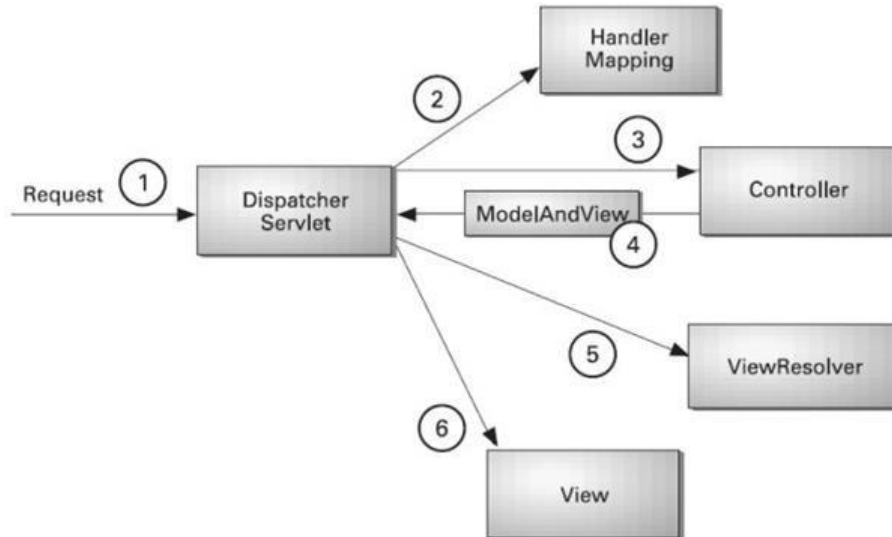 Handler
Mapping
2
3
1
Request
Dispatcher
Servlet
ModelAndView
Controller
4
5
ViewResolver
6
View